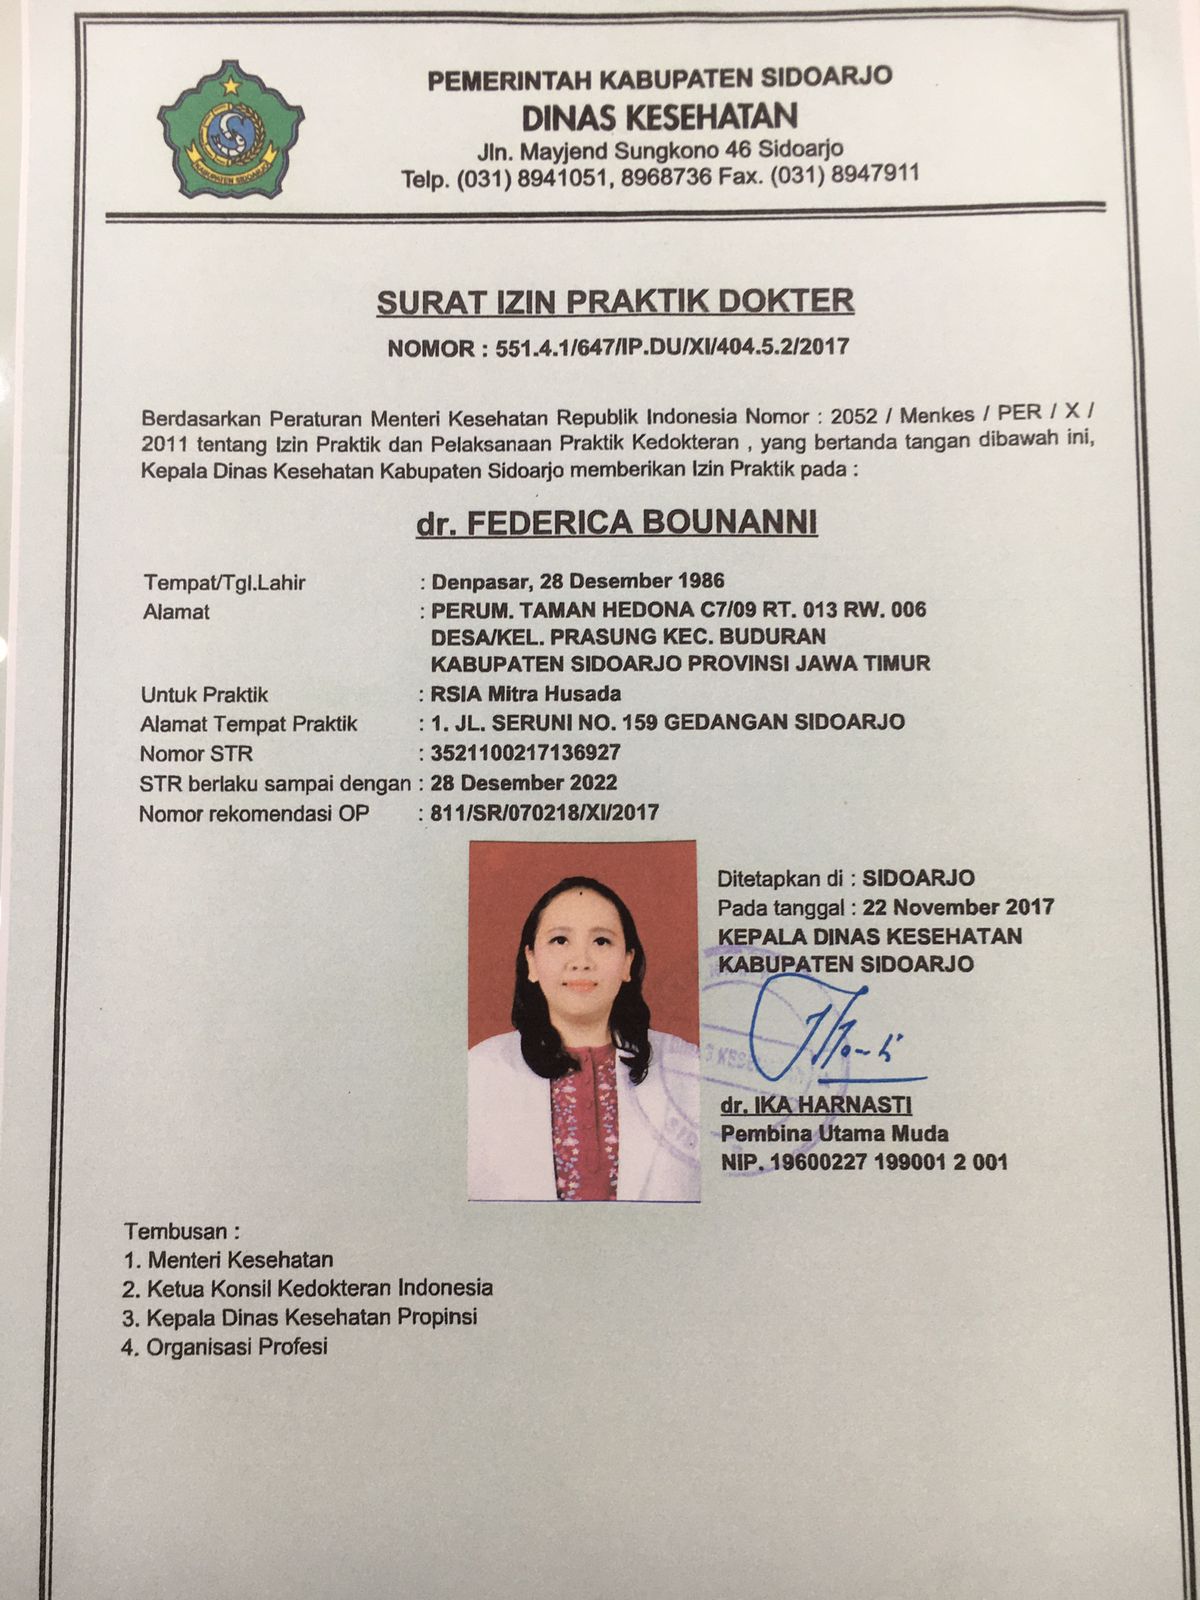 PEMERINTAH KABUPATEN SIDOARJO
DINAS KESEHATAN
Jln. Mayjend Sungkono 46 Sidoarjo
Telp. (031) 8941051, 8968736 Fax. (031) 8947911
KABUPATEN SIDOARJO
SURAT IZIN PRAKTIK DOKTER
NOMOR : 551.4.1/647/IP.DU/XI/404.5.2/2017
Berdasarkan Peraturan Menteri Kesehatan Republik Indonesia Nomor : 2052 / Menkes / PER / X /
2011 tentang Izin Praktik dan Pelaksanaan Praktik Kedokteran , yang bertanda tangan dibawah ini,
Kepala Dinas Kesehatan Kabupaten Sidoarjo memberikan Izin Praktik pada :
dr. FEDERICA BOUNANNI
Tempat/Tgl.Lahir : Denpasar, 28 Desember 1986
Alamat : PERUM. TAMAN HEDONA C7/09 RT. 013 RW. 006
DESA/KEL. PRASUNG KEC. BUDURAN
KABUPATEN SIDOARJO PROVINSI JAWA TIMUR
Untuk Praktik : RSIA Mitra Husada
Alamat Tempat Praktik : 1. JL. SERUNI NO. 159 GEDANGAN SIDOARJO
Nomor STR : 3521100217136927
STR berlaku sampai dengan : 28 Desember 2022
Nomor rekomendasi OP : 811/SR/070218/XI/2017
Ditetapkan di : SIDOARJO
Pada tanggal : 22 November 2017
KEPALA DINAS KESEHATAN
KABUPATEN SIDOARJO
dr. IKA HARNASTI
Pembina Utama Muda
NIP. 19600227 199001 2 001
Tembusan :
1. Menteri Kesehatan
2. Ketua Konsil Kedokteran Indonesia
3. Kepala Dinas Kesehatan Propinsi
4. Organisasi Profesi